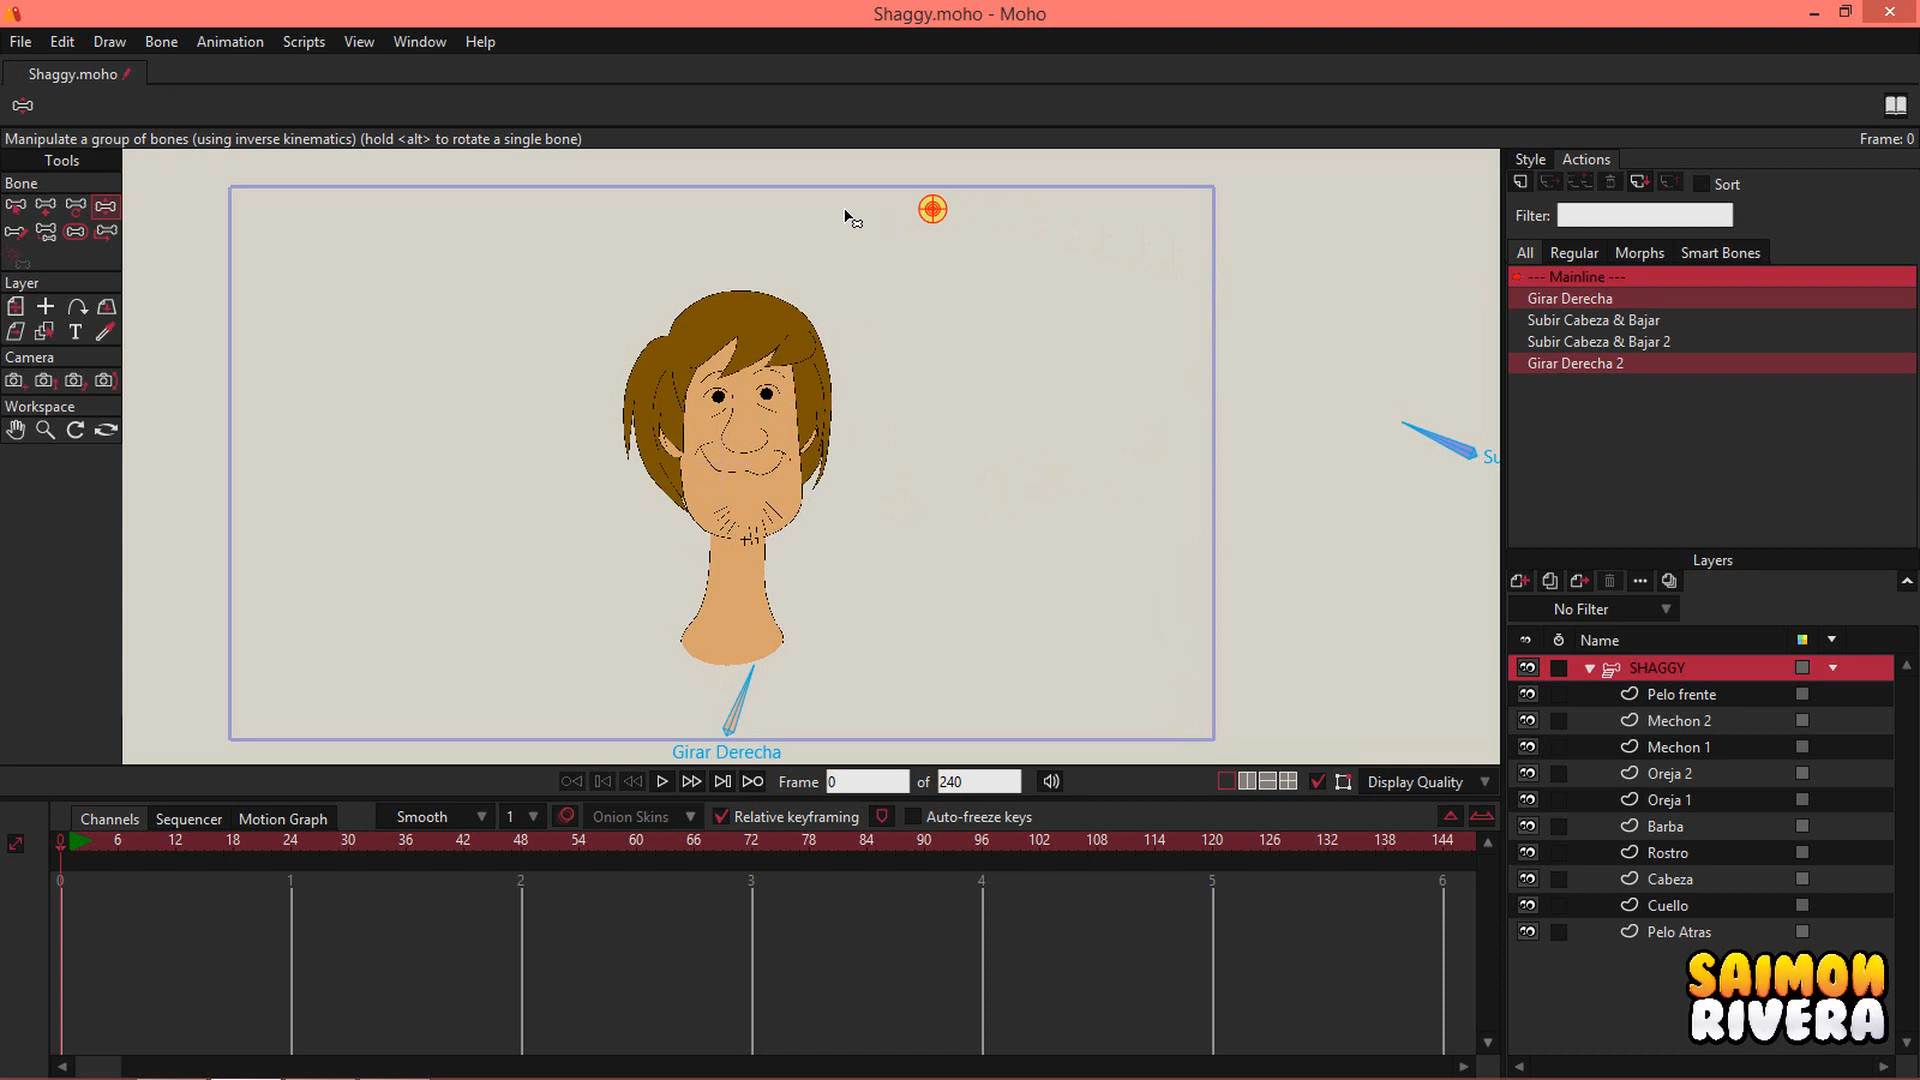 Shaggy.moho - Moho
File Edit Draw Bone Animation Scripts View Window Help
Shaggy.moho
Manipulate a group of bones (using inverse kinematics) (hold <alt> to rotate a single bone)
Frame: 0
Tools
Bone
Layer
T
Camera
Workspace
Su
Girar Derecha
Style Actions
Sort
Filter:
All Regular Morphs Smart Bones
--- Mainline ---
Girar Derecha
Subir Cabeza & Bajar
Subir Cabeza & Bajar 2
Girar Derecha 2
Layers
No Filter
Name
SHAGGY
Pelo frente
Mechon 2
Mechon 1
Oreja 2
Oreja 1
Barba
Rostro
Cabeza
Cuello
Pelo Atras
Frame 0 of 240
Display Quality
Channels Sequencer Motion Graph Smooth 1 Onion Skins Relative keyframing Auto-freeze keys
0 6 12 18 24 30 36 42 48 54 60 66 72 78 84 90 96 102 108 114 120 126 132 138 144
0 1 2 3 4 5 6
SAIMON
RIVERA